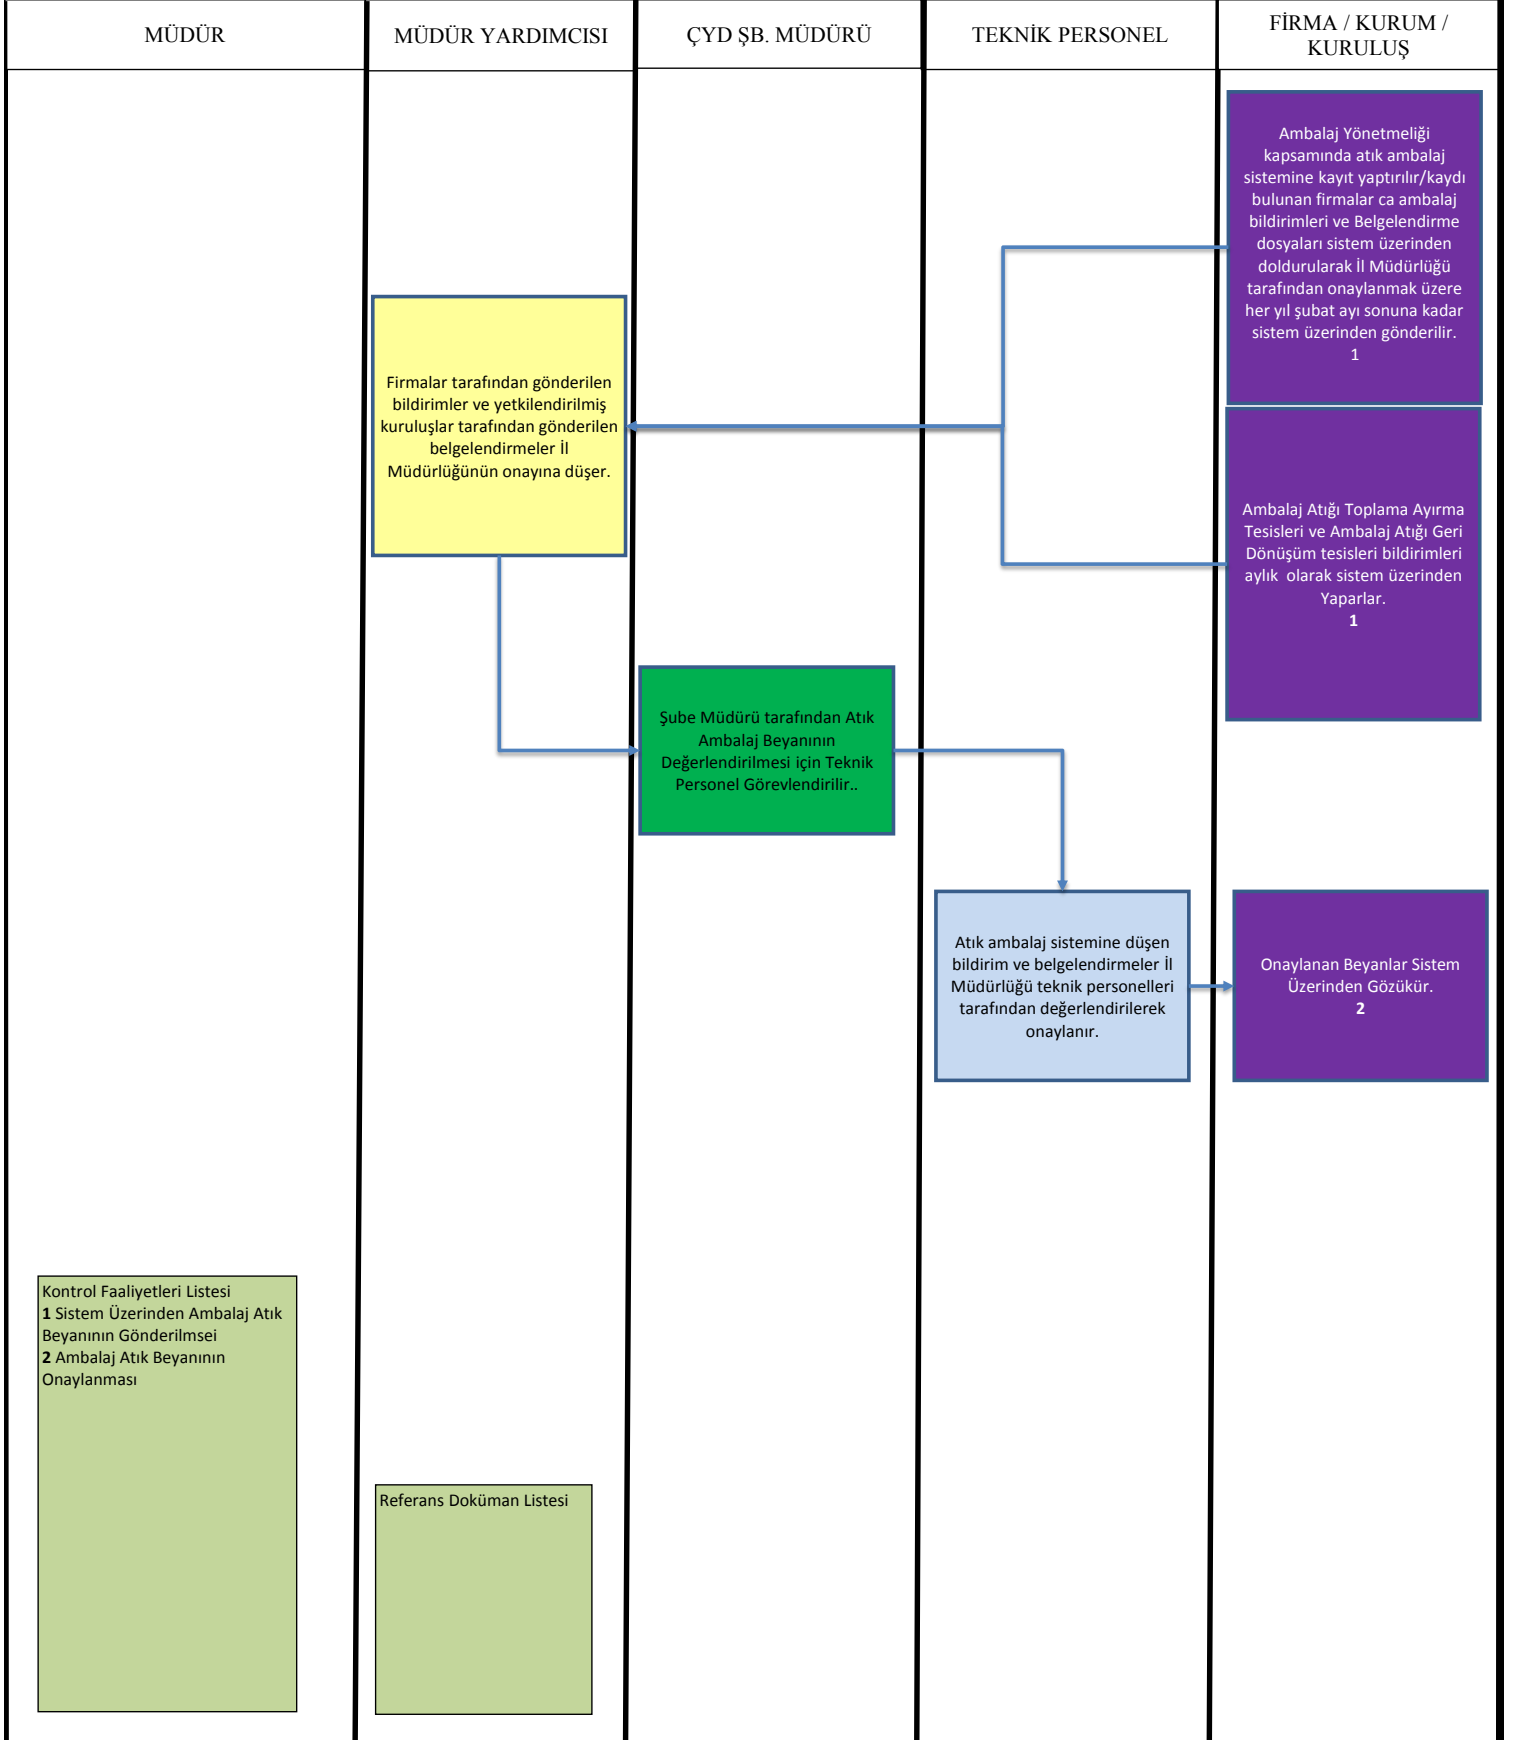 MÜDÜR
MÜDÜR YARDIMCISI
ÇYD ŞB. MÜDÜRÜ
TEKNİK PERSONEL
FİRMA / KURUM /
KURULUŞ
Ambalaj Yönetmeliği
kapsamında atık ambalaj
sistemine kayıt yaptırılır/kaydı
bulunan firmalar ca ambalaj
bildirimleri ve Belgelendirme
dosyaları sistem üzerinden
doldurularak İl Müdürlüğü
tarafından onaylanmak üzere
her yıl şubat ayı sonuna kadar
sistem üzerinden gönderilir.
1
Firmalar tarafından gönderilen
bildirimler ve yetkilendirilmiş
kuruluşlar tarafından gönderilen
belgelendirmeler İl
Müdürlüğünün onayına düşer.
Ambalaj Atığı Toplama Ayırma
Tesisleri ve Ambalaj Atığı Geri
Dönüşüm tesisleri bildirimleri
aylık  olarak sistem üzerinden
Yaparlar.
1
Şube Müdürü tarafından Atık
Ambalaj Beyanının
Değerlendirilmesi için Teknik
Personel Görevlendirilir..
Atık ambalaj sistemine düşen
bildirim ve belgelendirmeler İl
Müdürlüğü teknik personelleri
tarafından değerlendirilerek
onaylanır.
Onaylanan Beyanlar Sistem
Üzerinden Gözükür.
2
Kontrol Faaliyetleri Listesi
1 Sistem Üzerinden Ambalaj Atık
Beyanının Gönderilmsei
2 Ambalaj Atık Beyanının
Onaylanması
Referans Doküman Listesi